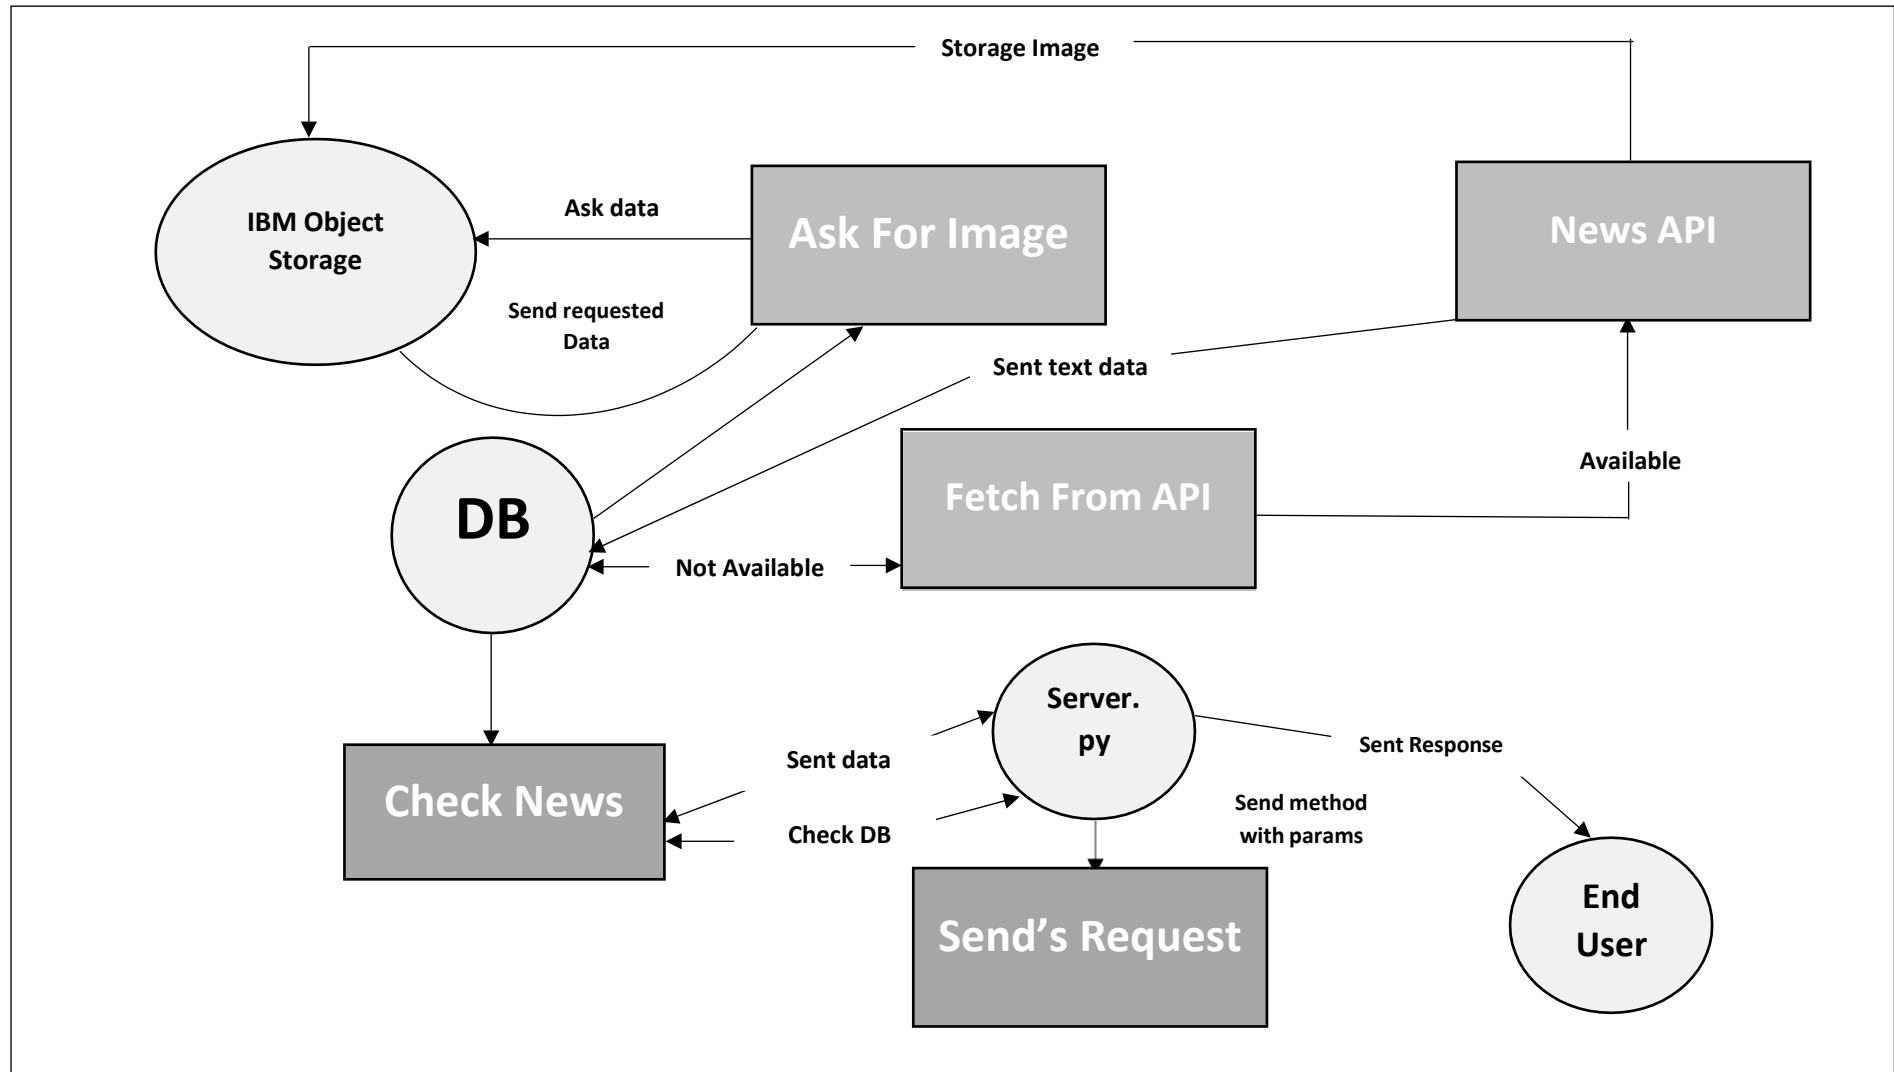 Storage Image
IBM Object
Storage
Ask data
Ask For Image
News API
Send requested
Data
Sent text data
DB
Fetch From API
Available
Not Available
Server.
py
Sent data
Sent Response
Check News
Check DB
Send method
with params
Send’s Request
End
User